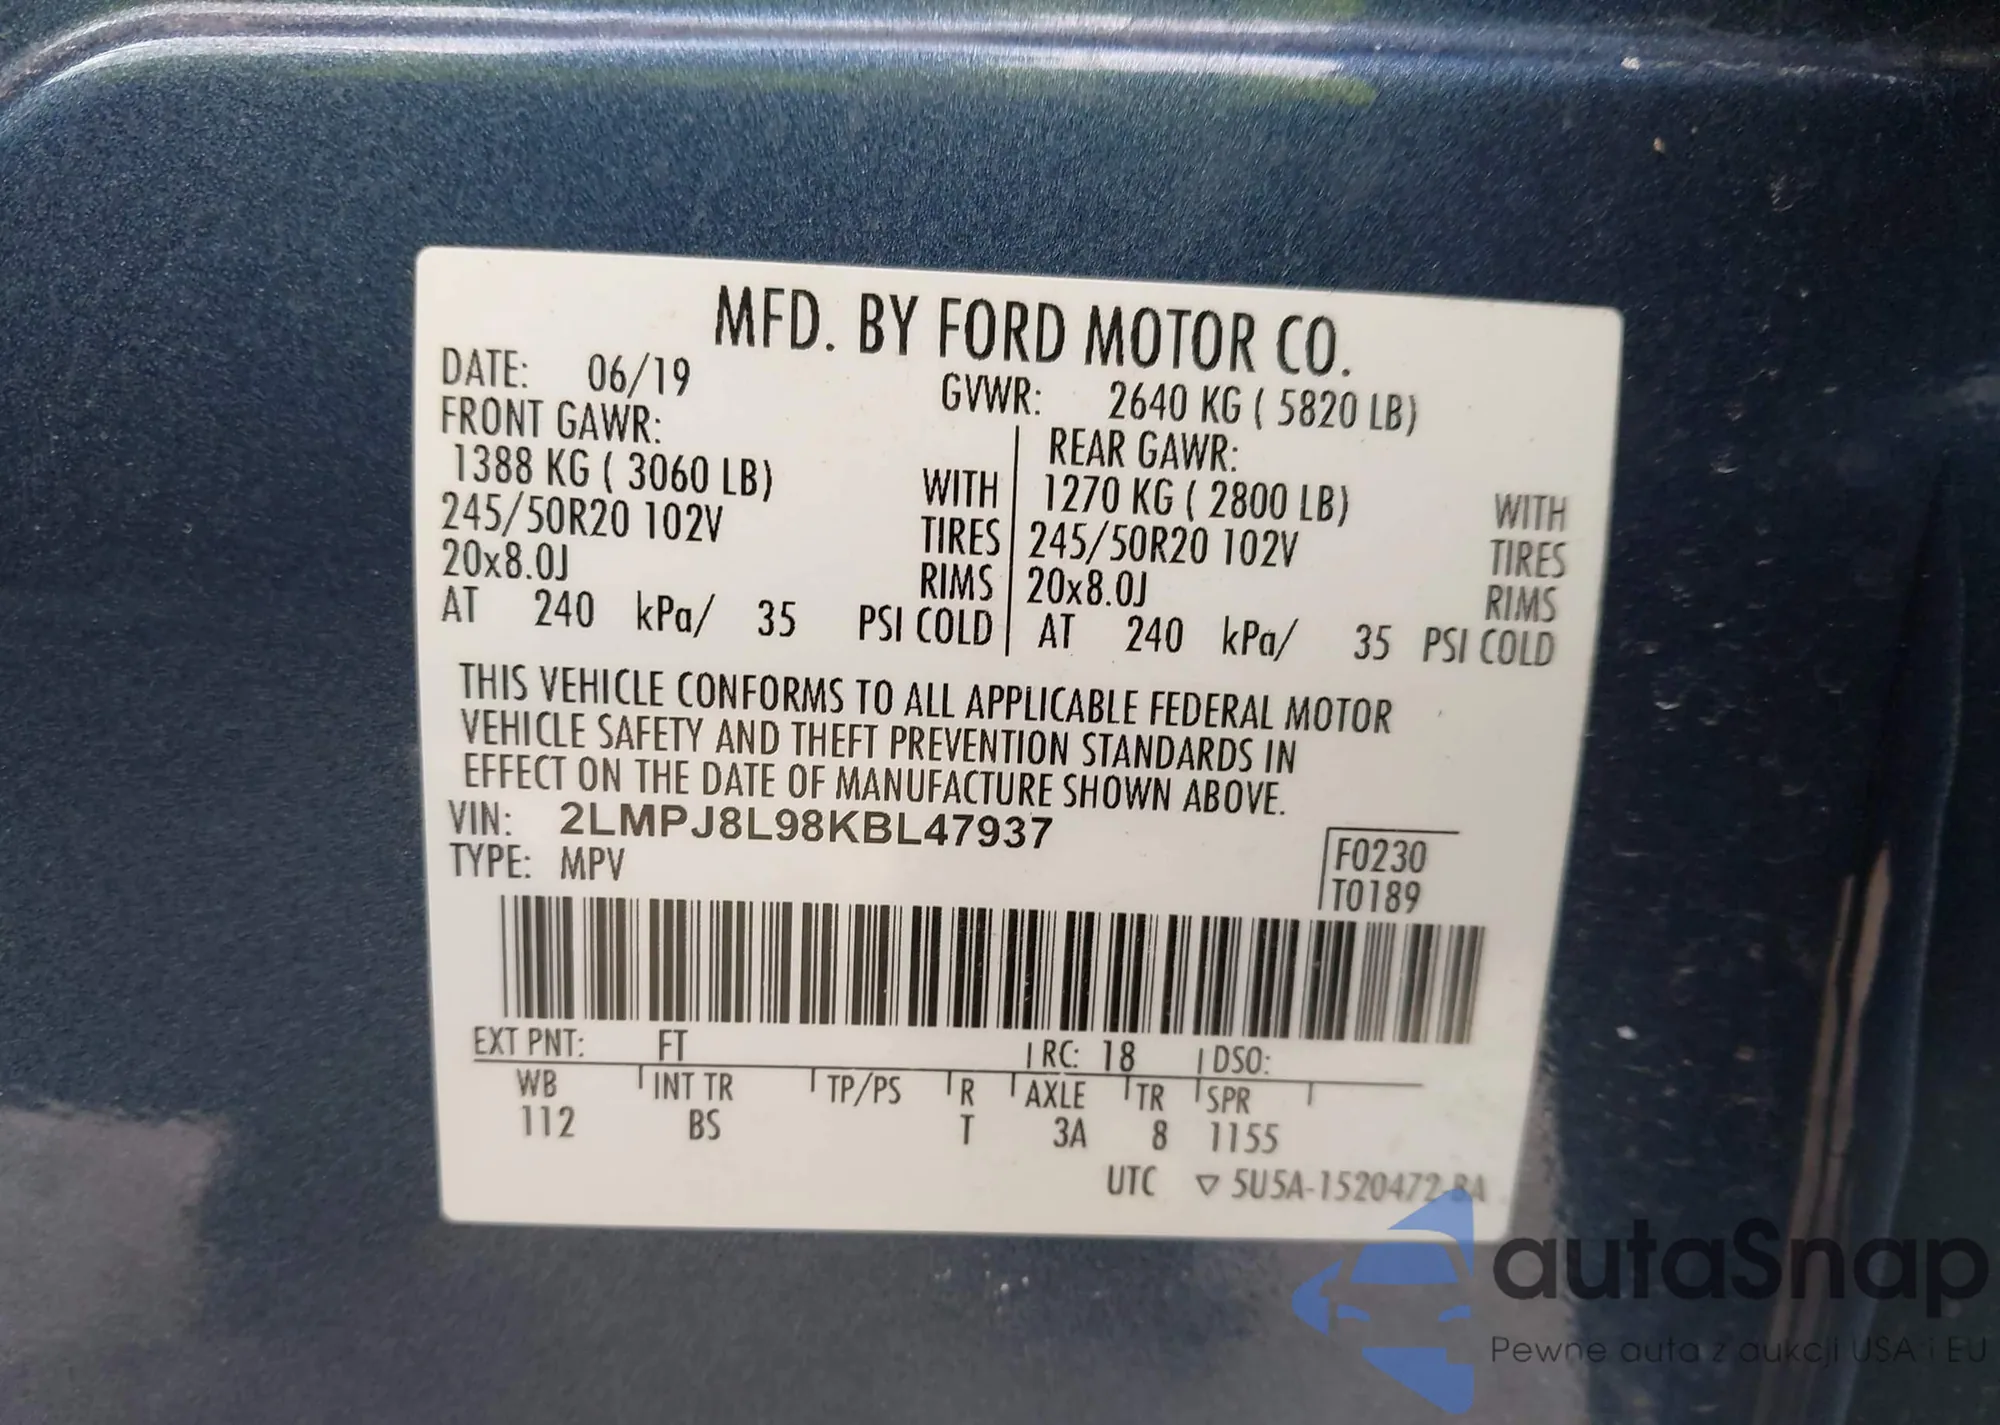 MFD. BY FORD MOTOR CO.
DATE: 06/19 GVWR: 2640 KG ( 5820 LB)
FRONT GAWR: REAR GAWR:
1388 KG ( 3060 LB) WITH 1270 KG ( 2800 LB) WITH
245/50R20 102V TIRES 245/50R20 102V TIRES
20x8.0J RIMS 20x8.0J RIMS
AT 240 kPa/ 35 PSI COLD AT 240 kPa/ 35 PSI COLD
THIS VEHICLE CONFORMS TO ALL APPLICABLE FEDERAL MOTOR
VEHICLE SAFETY AND THEFT PREVENTION STANDARDS IN
EFFECT ON THE DATE OF MANUFACTURE SHOWN ABOVE.
VIN: 2LMPJ8L98KBL47937
TYPE: MPV
F0230
T0189
EXT PNT: FT RC: 18 DSO:
WB INT TR TP/PS R AXLE TR SPR
112 BS T 3A 8 1155
UTC ▽ 5U5A-1520472-BA
autaSnap
Pewne auta z aukcji USA i EU